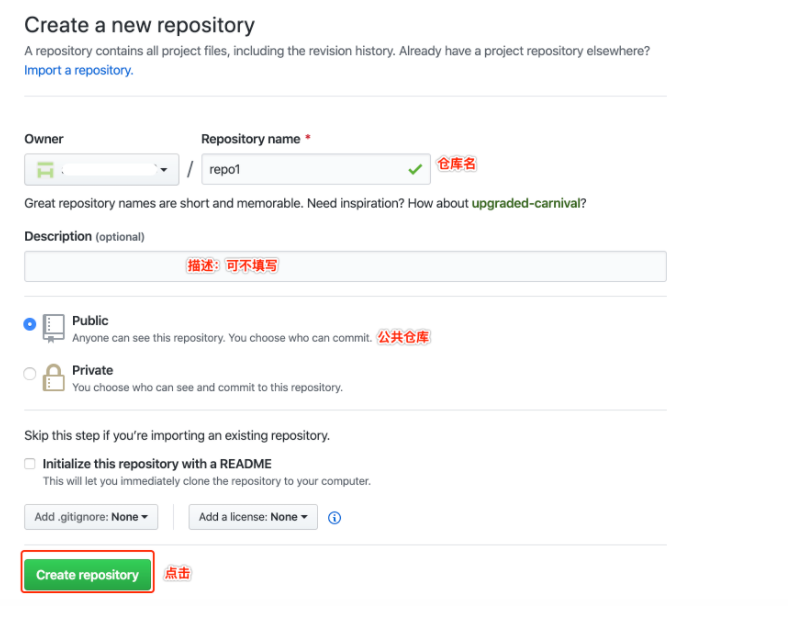 Create a new repository
A repository contains all project files, including the revision history. Already have a project repository elsewhere?
Import a repository.
Owner
Repository name *
/ repo1 仓库名
Great repository names are short and memorable. Need inspiration? How about upgraded-carnival?
Description (optional)
描述：可不填写
Public
Anyone can see this repository. You choose who can commit. 公共仓库
Private
You choose who can see and commit to this repository.
Skip this step if you’re importing an existing repository.
Initialize this repository with a README
This will let you immediately clone the repository to your computer.
Add .gitignore: None
Add a license: None
Create repository 点击